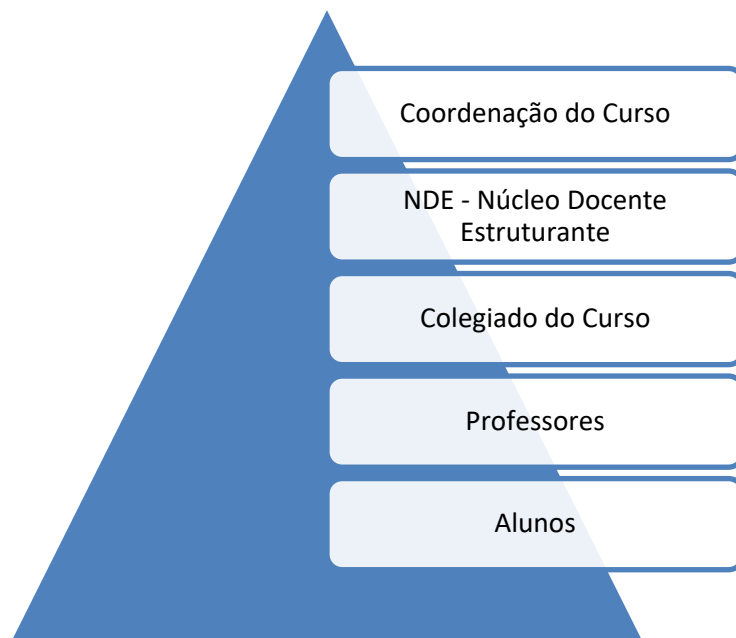 Coordenação do Curso
NDE - Núcleo Docente
Estruturante
Colegiado do Curso
Professores
Alunos